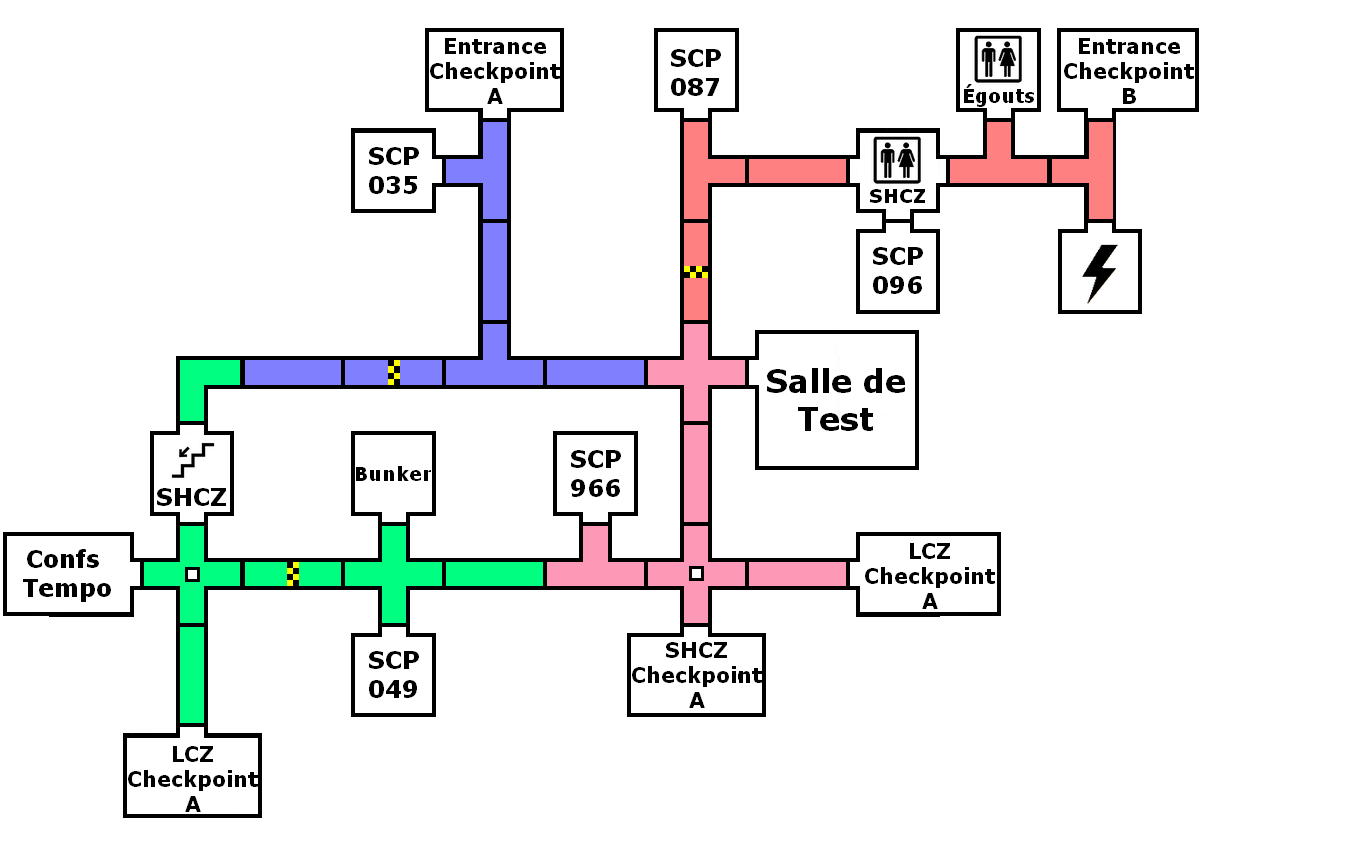 Entrance
Checkpoint
A
SCP
087
Égouts
Entrance
Checkpoint
B
SCP
035
SHCZ
SCP
096
Salle de
Test
SHCZ
Bunker
SCP
966
Confs
Tempo
LCZ
Checkpoint
A
SCP
049
SHCZ
Checkpoint
A
LCZ
Checkpoint
A